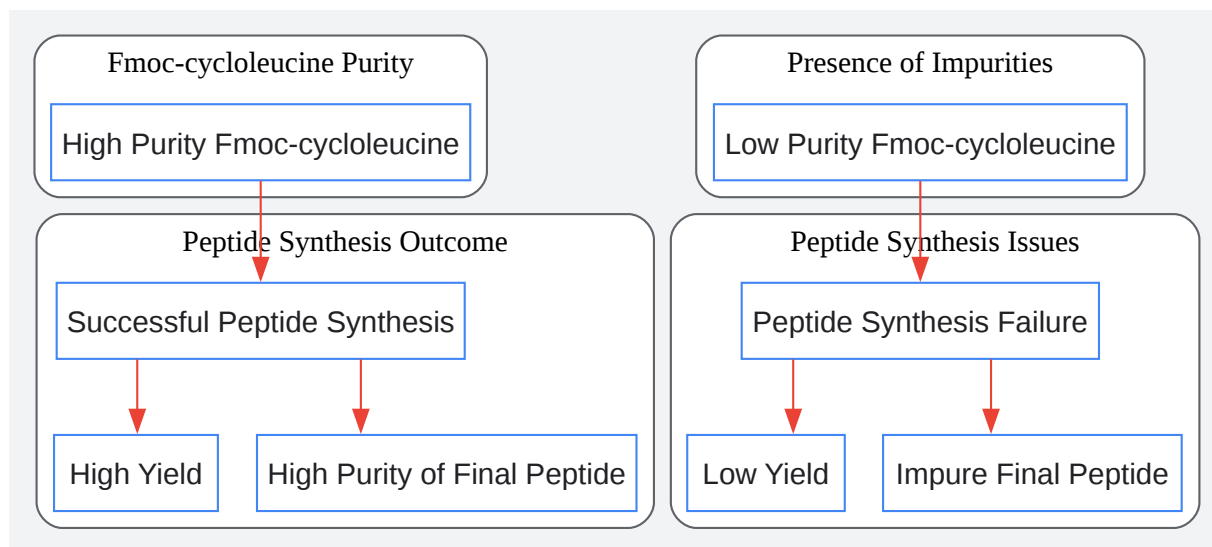 Fmoc-cycloleucine Purity
High Purity Fmoc-cycloleucine
Peptide Synthesis Outcome
Successful Peptide Synthesis
High Yield
High Purity of Final Peptide
Presence of Impurities
Low Purity Fmoc-cycloleucine
Peptide Synthesis Issues
Peptide Synthesis Failure
Low Yield
Impure Final Peptide